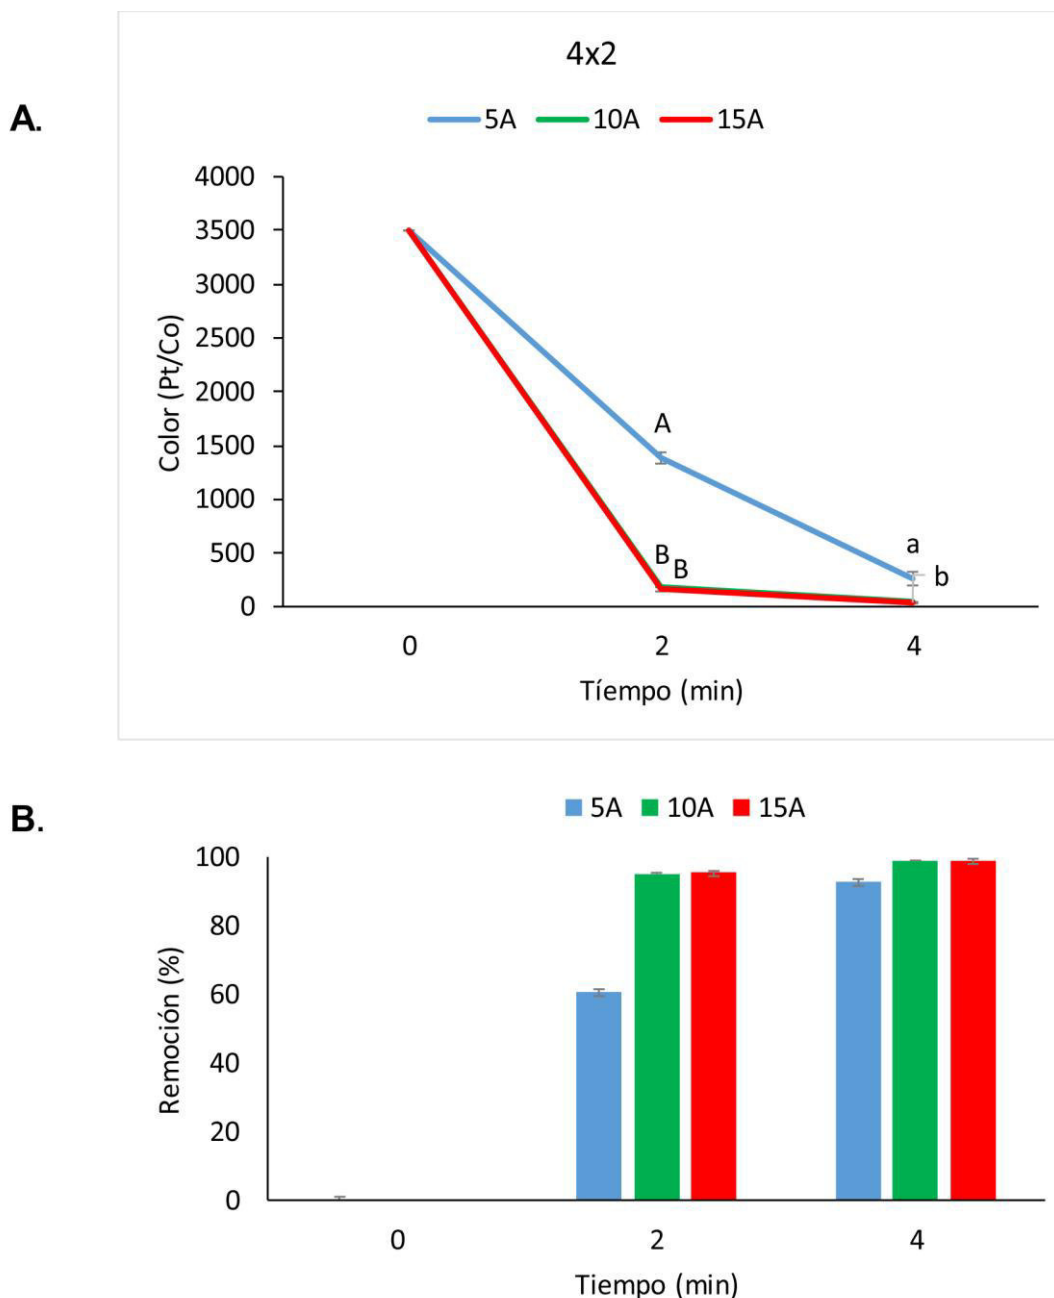 A.
4x2
5A 10A 15A
4000
3500
3000
2500
2000
1500
1000
500
0
Color (Pt/Co)
A
B
B
a
b
0 2 4
Tíempo (min)
B.
5A 10A 15A
100
80
60
40
20
0
Remoción (%)
0 2 4
Tiempo (min)